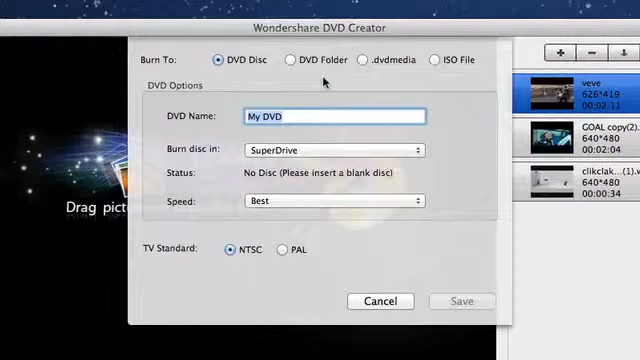 Wondershare DVD Creator
Burn To: DVD Disc DVD Folder .dvdmedia ISO File
DVD Options
DVD Name: My DVD
Burn disc in: SuperDrive
Status: No Disc (Please insert a blank disc)
Speed: Best
TV Standard: NTSC PAL
Cancel Save
Drag pictu
veve
626*419
00:02:11
GOAL copy(2).
640*480
00:02:04
clikclak...(1).w
640*480
00:00:34